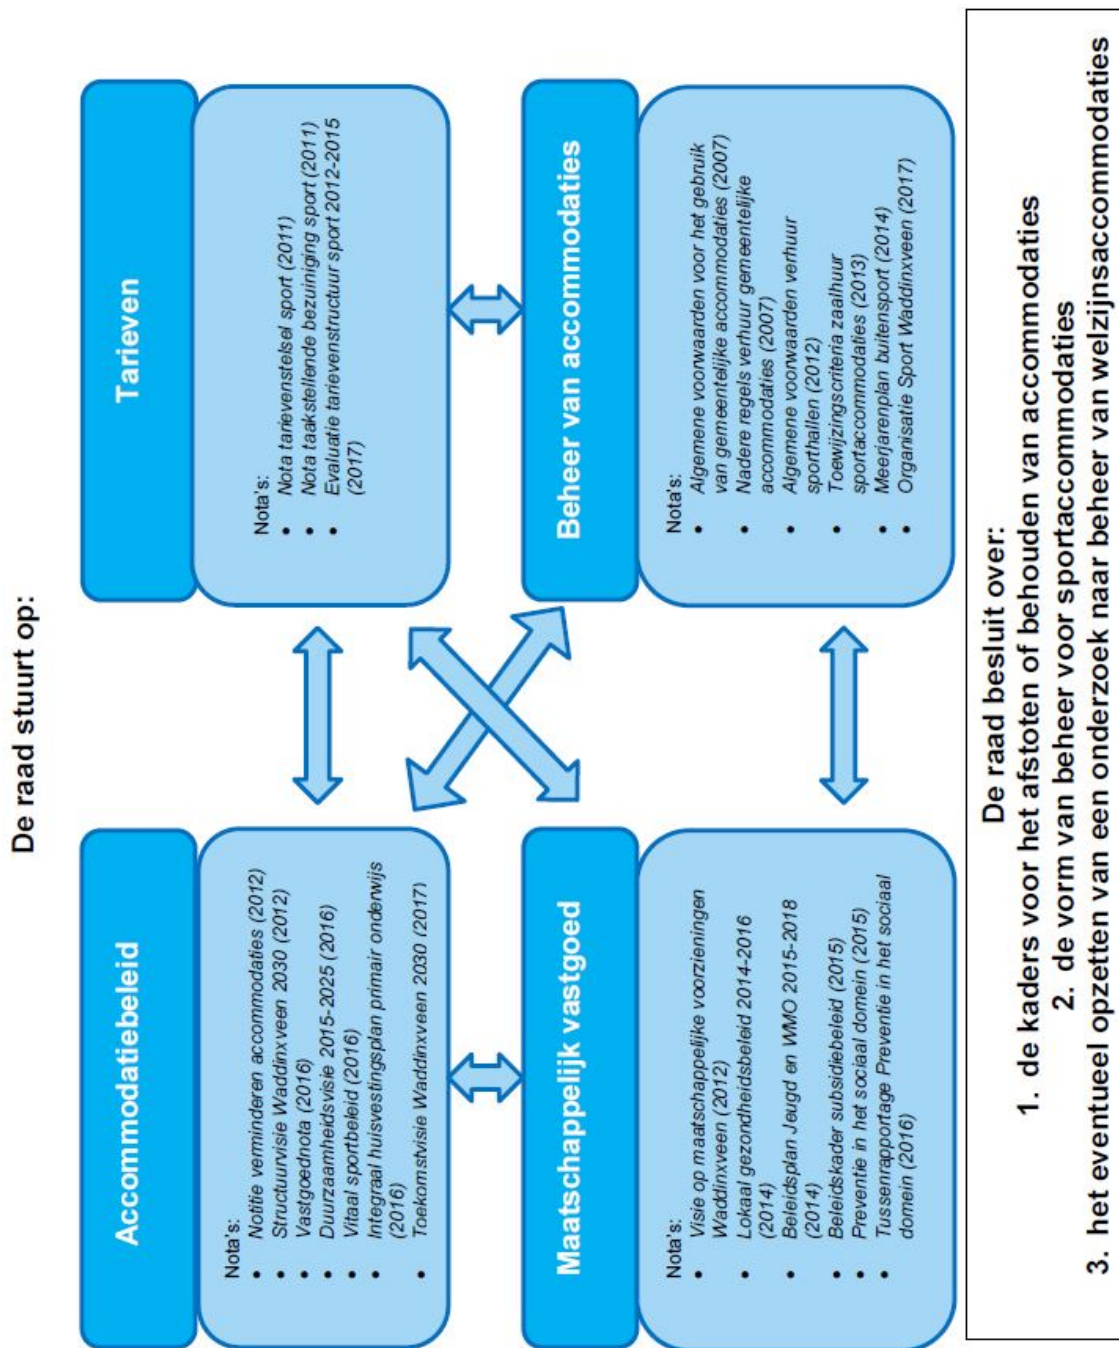 De raad stuurt op:
Accommodatiebeleid
Nota's:
• Notitie verminderen accommodaties (2012)
• Structuurvisie Waddinxveen 2030 (2012)
• Vastgoednota (2016)
• Duurzaamheidsvisie 2015-2025 (2016)
• Vitaal sportbeleid (2016)
• Integraal huisvestingsplan primair onderwijs
(2016)
• Toekomstvisie Waddinxveen 2030 (2017)
Tarieven
Nota's:
• Nota tarievenstelsel sport (2011)
• Nota taakstellende bezuiniging sport (2011)
• Evaluatie tarievenstructuur sport 2012-2015
(2017)
Maatschappelijk vastgoed
Nota's:
• Visie op maatschappelijke voorzieningen
Waddinxveen (2012)
• Lokaal gezondheidsbeleid 2014-2016
(2014)
• Beleidsplan Jeugd en WMO 2015-2018
(2014)
• Beleidskader subsidiebeleid (2015)
• Preventie in het sociaal domein (2015)
• Tussenrapportage Preventie in het sociaal
domein (2016)
Beheer van accommodaties
Nota's:
• Algemene voorwaarden voor het gebruik
van gemeentelijke accommodaties (2007)
• Nadere regels verhuur gemeentelijke
accommodaties (2007)
• Algemene voorwaarden verhuur
sporthallen (2012)
• Toewijzingscriteria zaalhuur
sportaccommodaties (2013)
• Meerjarenplan buitensport (2014)
• Organisatie Sport Waddinxveen (2017)
De raad besluit over:
1. de kaders voor het afstoten of behouden van accommodaties
2. de vorm van beheer voor sportaccommodaties
3. het eventueel opzetten van een onderzoek naar beheer van welzijnsaccommodaties